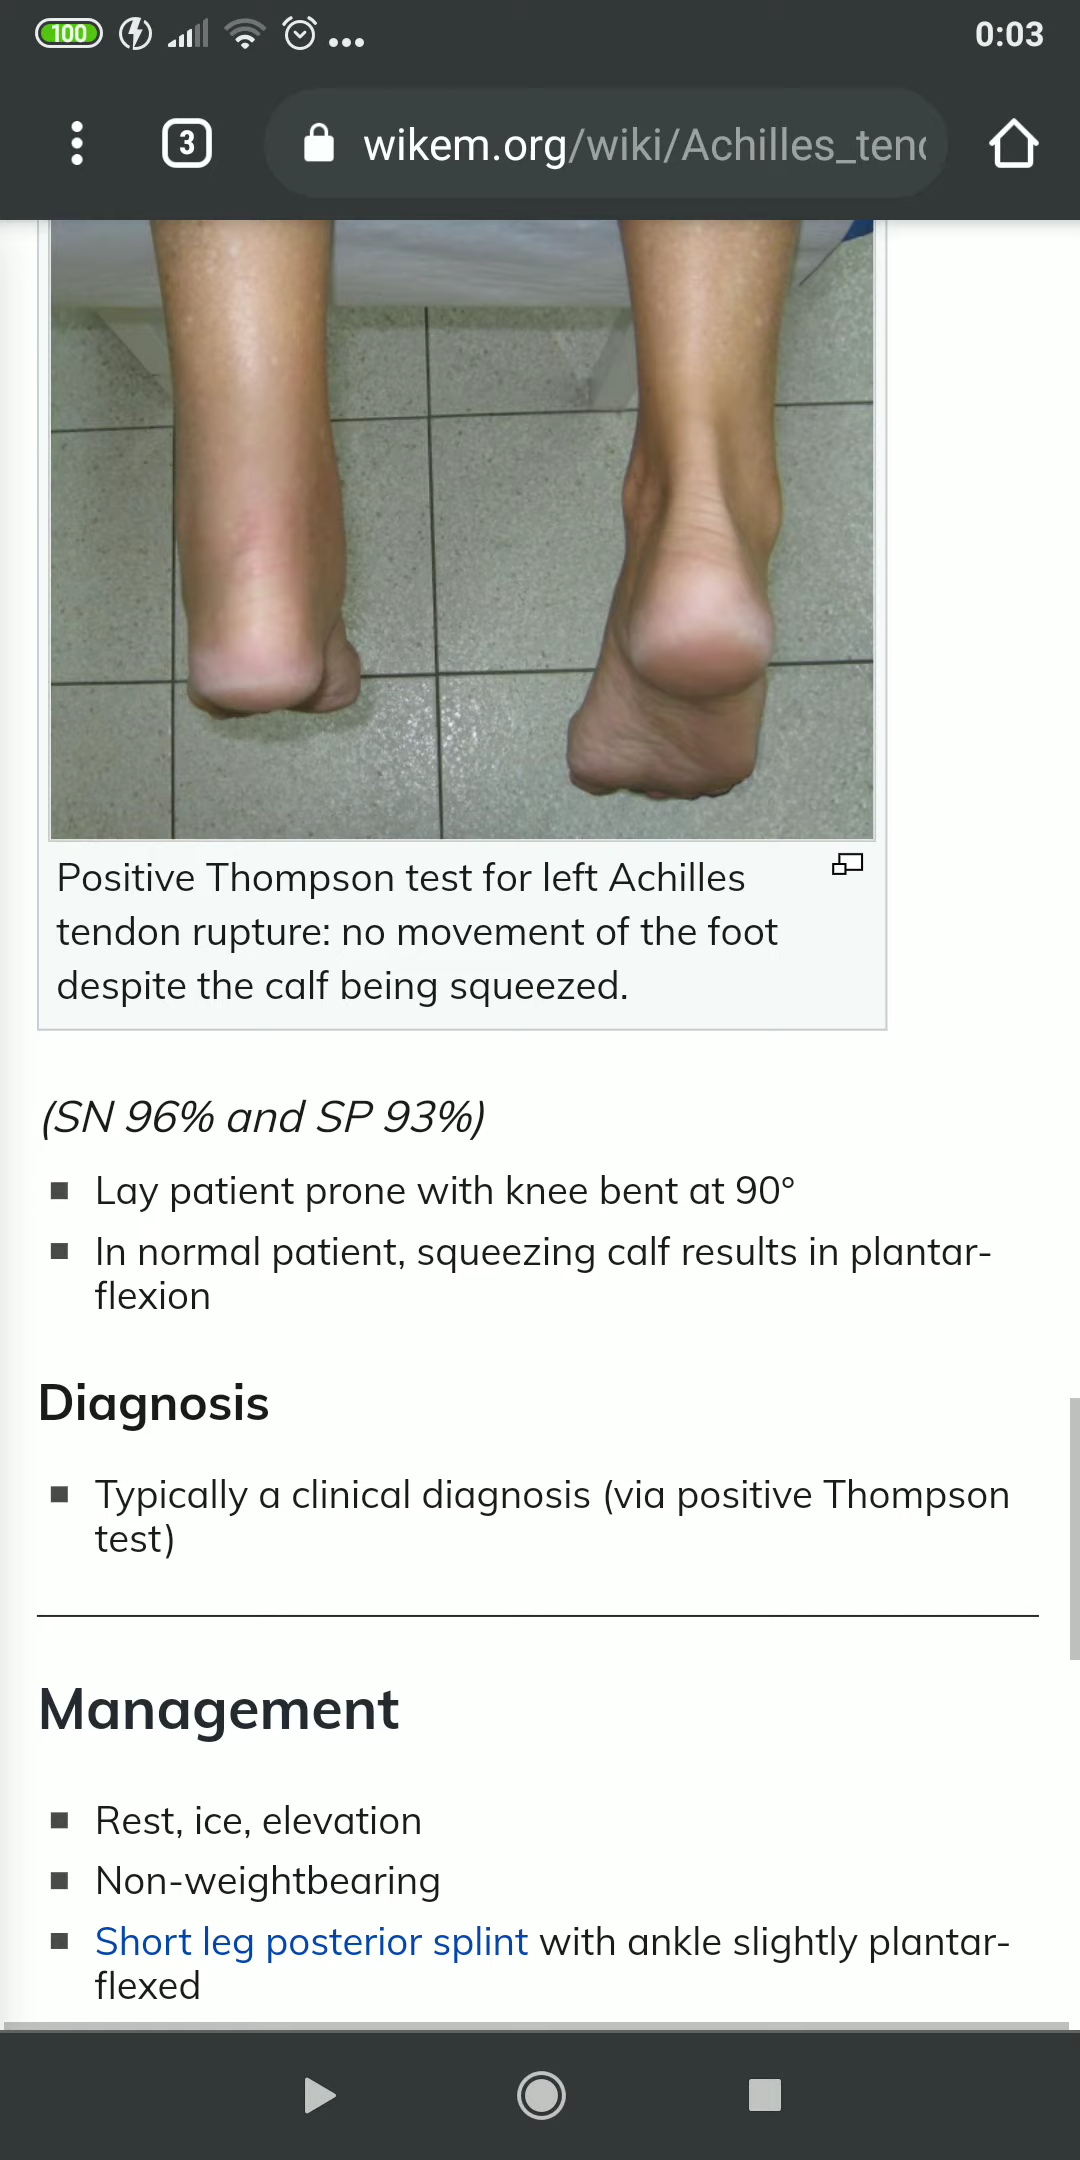 100
0:03
3
wikem.org/wiki/Achilles_tend
Positive Thompson test for left Achilles
tendon rupture: no movement of the foot
despite the calf being squeezed.
(SN 96% and SP 93%)
Lay patient prone with knee bent at 90°
In normal patient, squeezing calf results in plantar-
flexion
Diagnosis
Typically a clinical diagnosis (via positive Thompson
test)
Management
Rest, ice, elevation
Non-weightbearing
Short leg posterior splint with ankle slightly plantar-
flexed